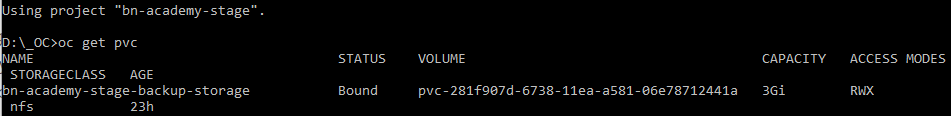 Using project "bn-academy-stage".
D:\_OC>oc get pvc
NAME STATUS VOLUME CAPACITY ACCESS MODES
STORAGECLASS AGE
bn-academy-stage-backup-storage Bound pvc-281f907d-6738-11ea-a581-06e78712441a 3Gi RWX
nfs 23h